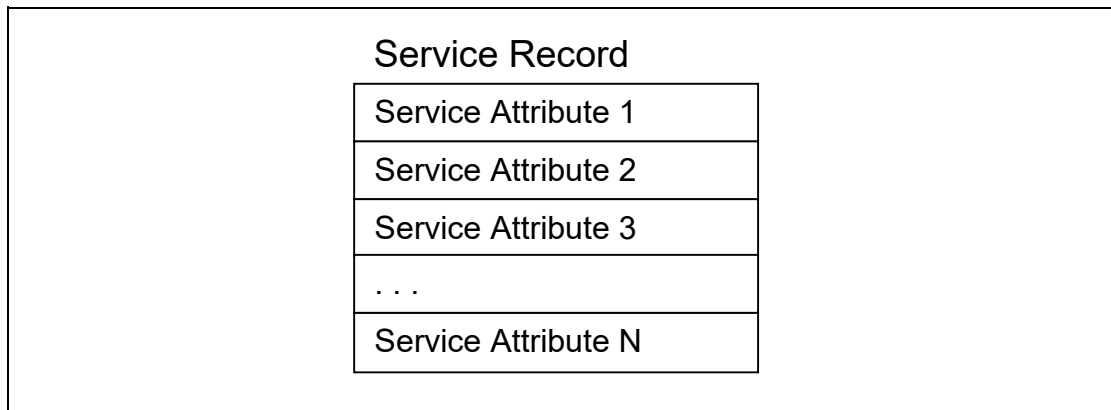 Service Record
Service Attribute 1
Service Attribute 2
Service Attribute 3
. . .
Service Attribute N